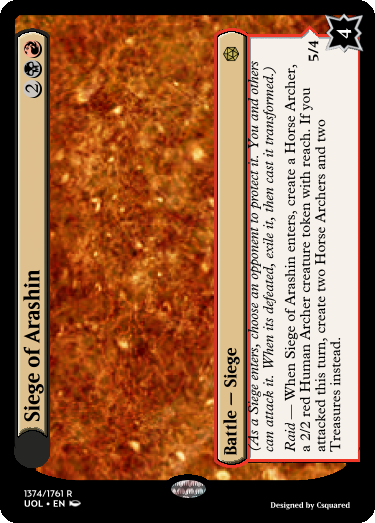 Siege of Arashin
2
Battle — Siege
(As a Siege enters, choose an opponent to protect it. You and others
can attack it. When its defeated, exile it, then cast it transformed.)
Raid — When Siege of Arashin enters, create a Horse Archer,
a 2/2 red Human Archer creature token with reach. If you
attacked this turn, create two Horse Archers and two
Treasures instead.
5/4
4
1374/1761 R
UOL • EN
Designed by Csquared